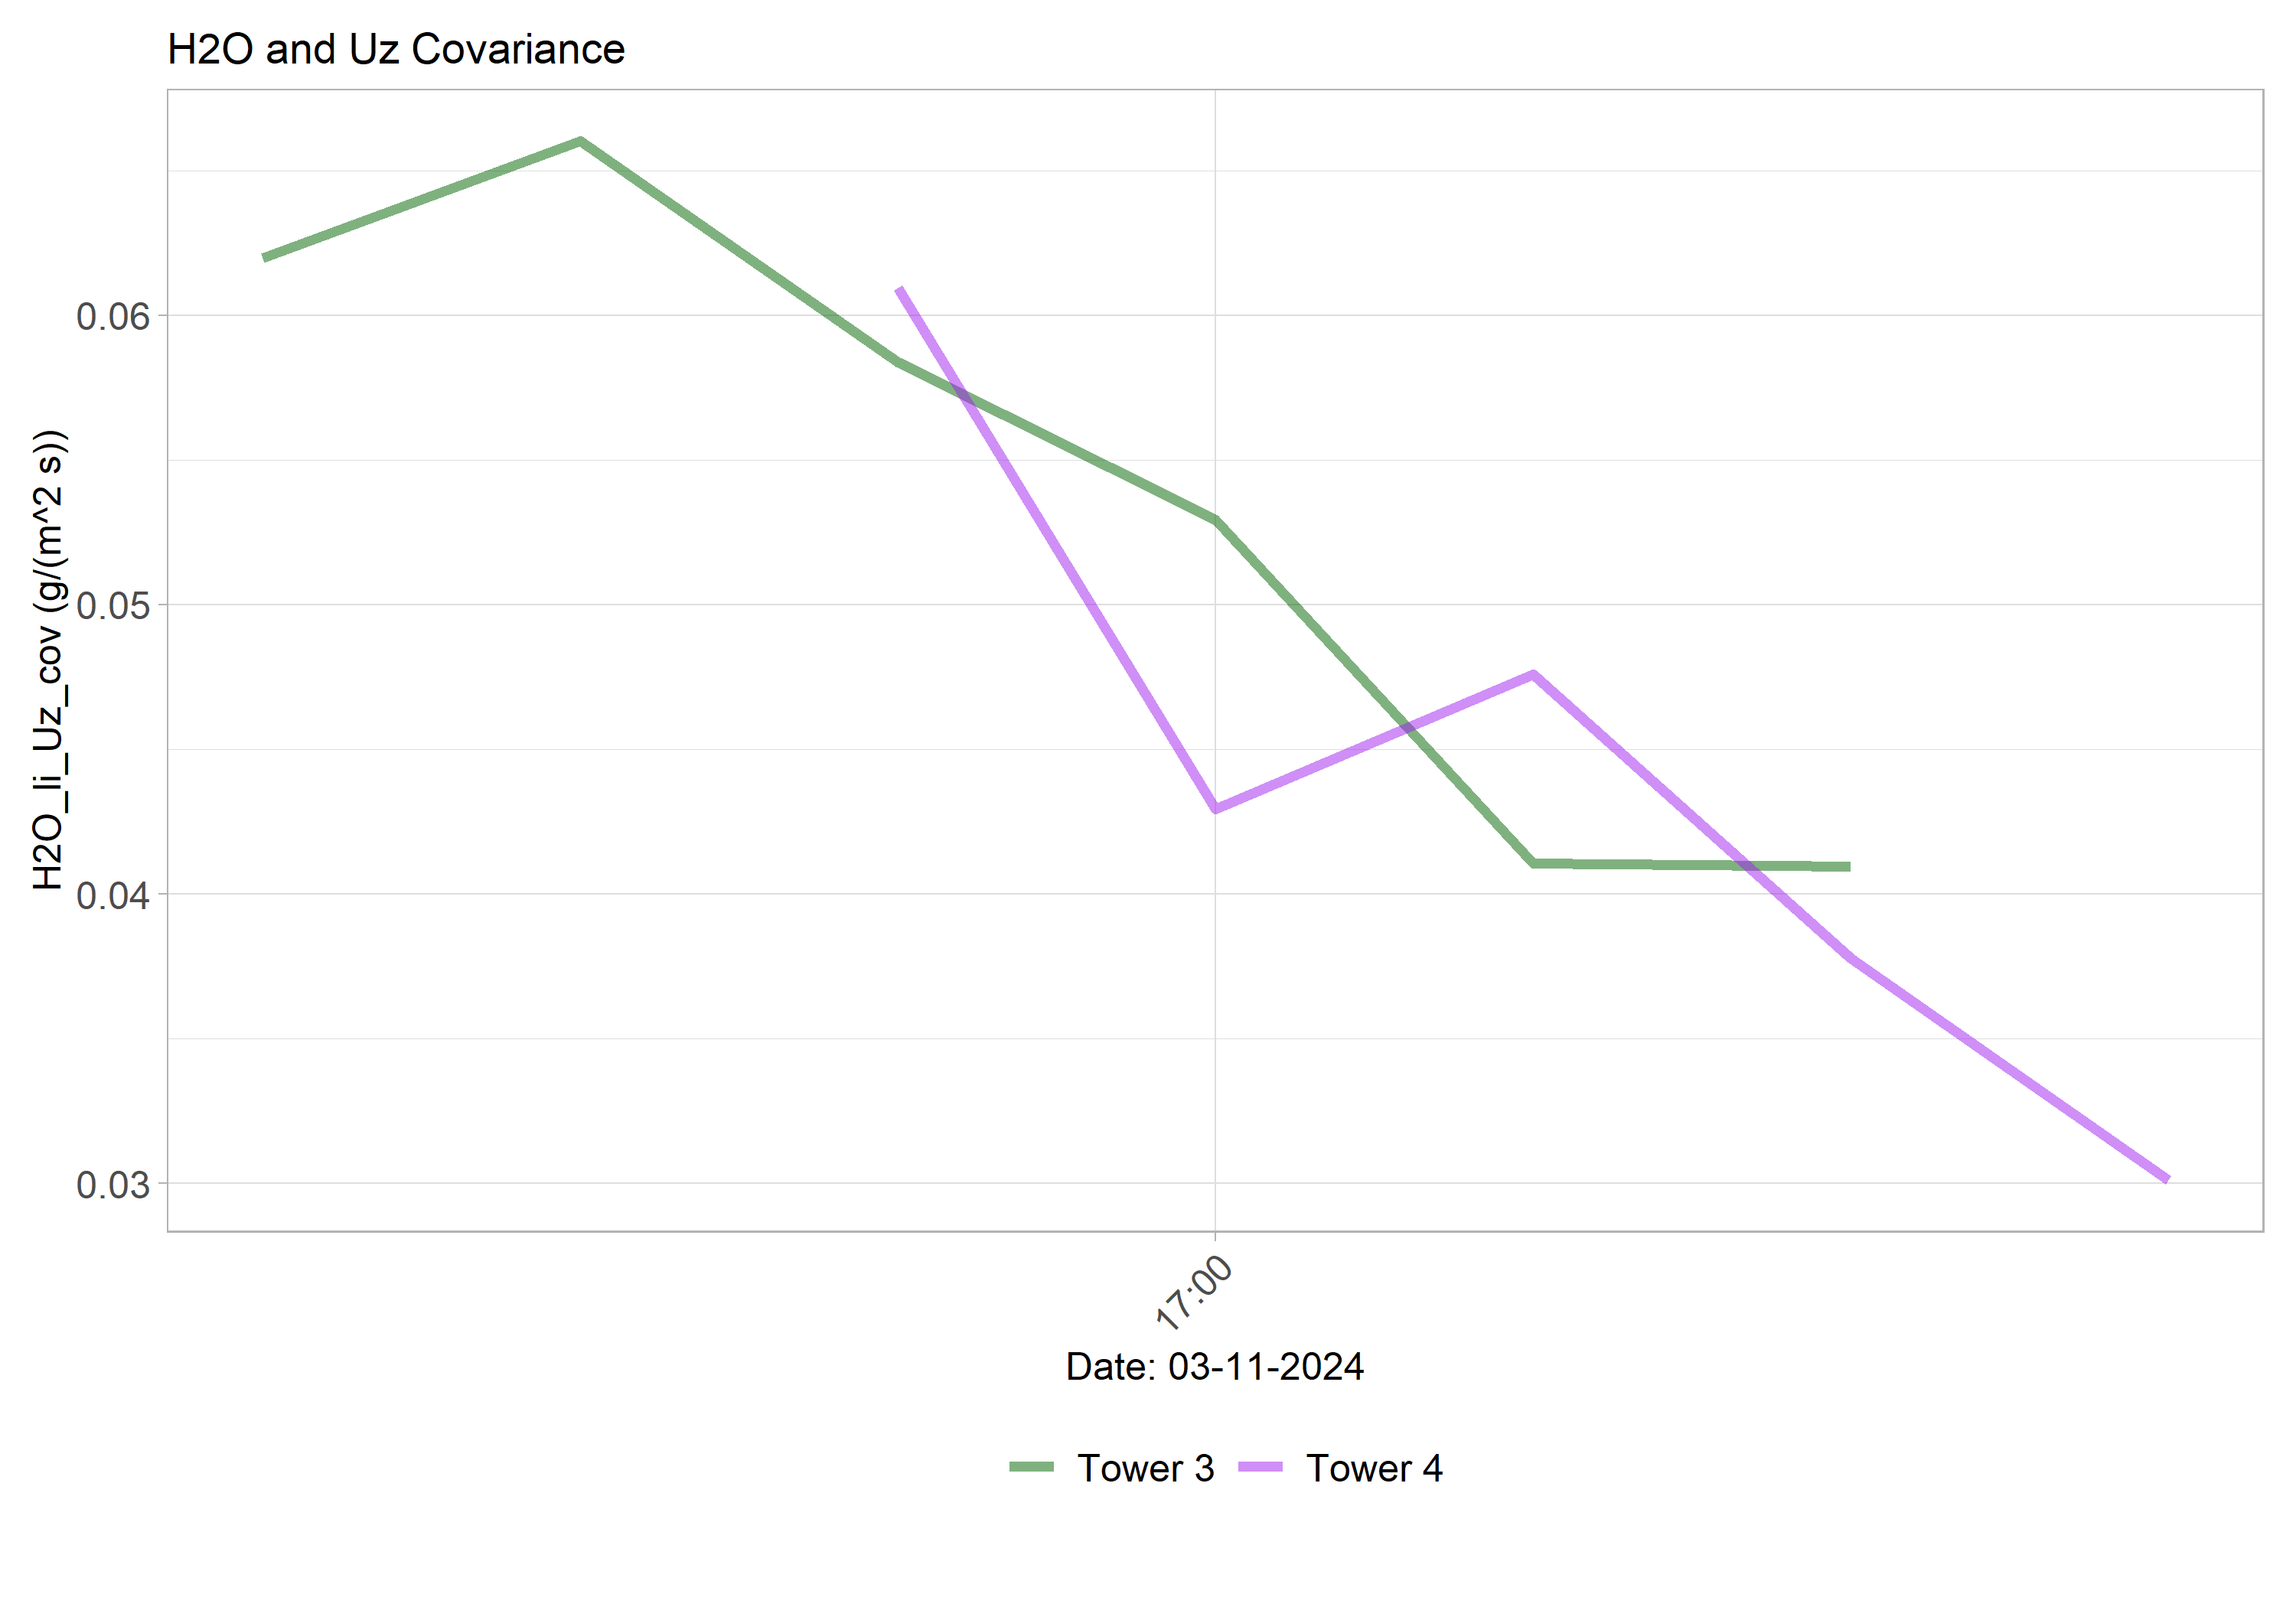 H2O and Uz Covariance
H2O_li_Uz_cov (g/(m^2 s))
0.06
0.05
0.04
0.03
17:00
Date: 03-11-2024
Tower 3 Tower 4